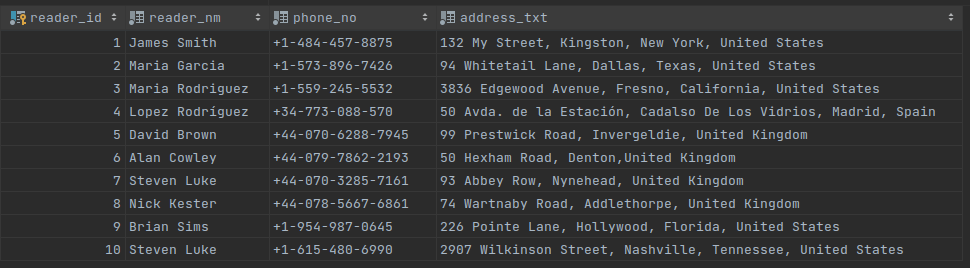 reader_id reader_nm phone_no address_txt
1 James Smith +1-484-457-8875 132 My Street, Kingston, New York, United States
2 Maria Garcia +1-573-896-7426 94 Whitetail Lane, Dallas, Texas, United States
3 Maria Rodriguez +1-559-245-5532 3836 Edgewood Avenue, Fresno, California, United States
4 Lopez Rodríguez +34-773-088-570 50 Avda. de la Estación, Cadalso De Los Vidrios, Madrid, Spain
5 David Brown +44-070-6288-7945 99 Prestwick Road, Invergeldie, United Kingdom
6 Alan Cowley +44-079-7862-2193 50 Hexham Road, Denton,United Kingdom
7 Steven Luke +44-070-3285-7161 93 Abbey Row, Nynehead, United Kingdom
8 Nick Kester +44-078-5667-6861 74 Wartnaby Road, Addlethorpe, United Kingdom
9 Brian Sims +1-954-987-0645 226 Pointe Lane, Hollywood, Florida, United States
10 Steven Luke +1-615-480-6990 2907 Wilkinson Street, Nashville, Tennessee, United States